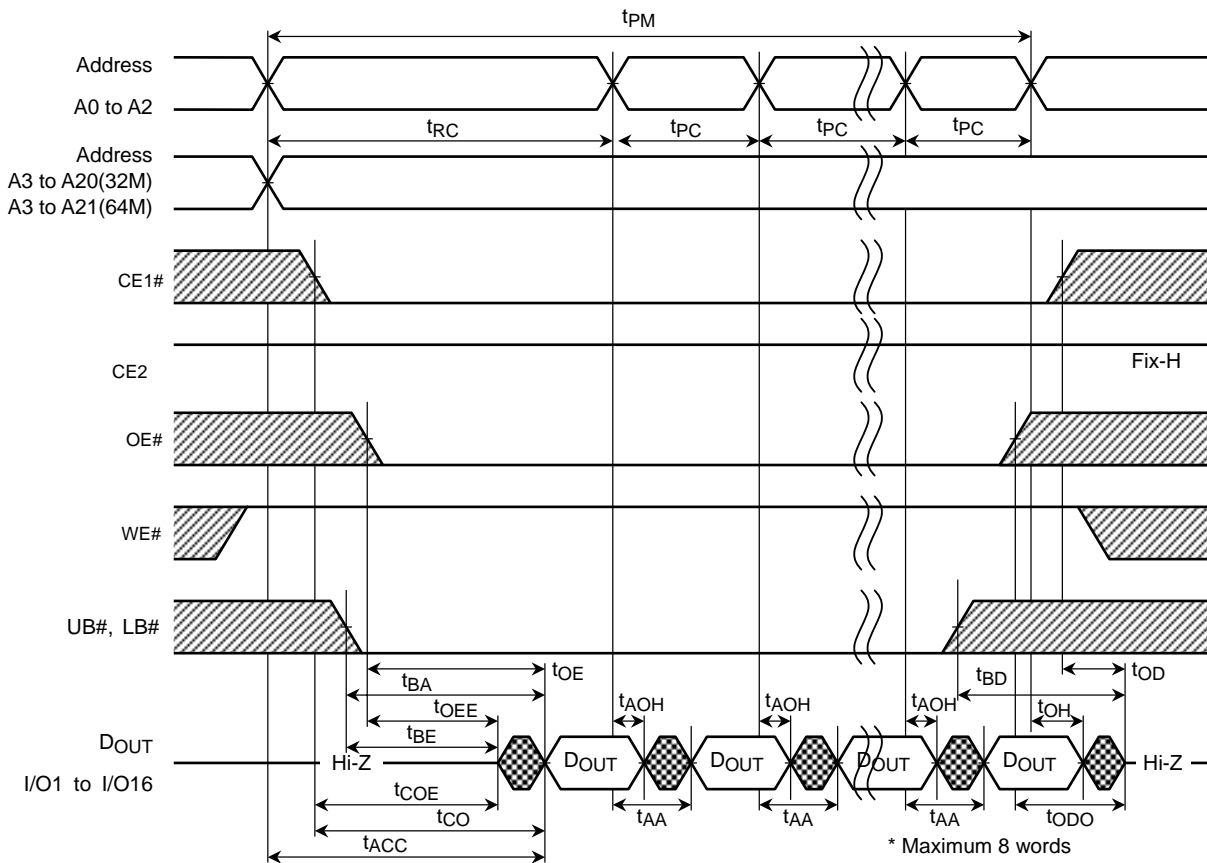 tPM
Address
A0 to A2
tRC
tPC
tPC
tPC
Address
A3 to A20(32M)
A3 to A21(64M)
CE1#
CE2
Fix-H
OE#
WE#
UB#, LB#
tOE
tOD
tBA
tBD
tOEE
tAOH
tAOH
tAOH
tOH
tBE
DOUT
I/O1 to I/O16
Hi-Z
DOUT
DOUT
DOUT
DOUT
Hi-Z
tCOE
tAA
tAA
tAA
tODO
tCO
tACC
* Maximum 8 words